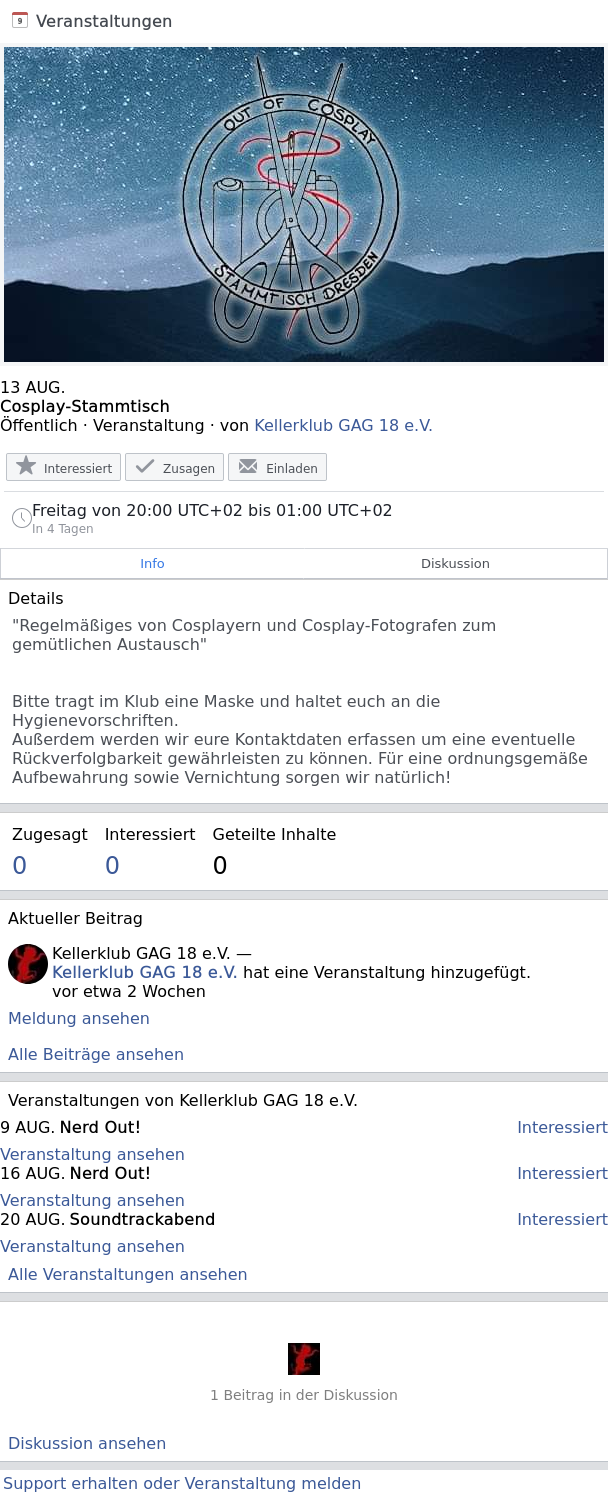 9 Veranstaltungen
OUT OF COSPLAY
STAMMTISCH DRESDEN
13 AUG.
Cosplay-Stammtisch
Öffentlich · Veranstaltung · von Kellerklub GAG 18 e.V.
Interessiert Zusagen Einladen
Freitag von 20:00 UTC+02 bis 01:00 UTC+02
In 4 Tagen
Info Diskussion
Details
"Regelmäßiges von Cosplayern und Cosplay-Fotografen zum
gemütlichen Austausch"
Bitte tragt im Klub eine Maske und haltet euch an die
Hygienevorschriften.
Außerdem werden wir eure Kontaktdaten erfassen um eine eventuelle
Rückverfolgbarkeit gewährleisten zu können. Für eine ordnungsgemäße
Aufbewahrung sowie Vernichtung sorgen wir natürlich!
Zugesagt Interessiert Geteilte Inhalte
0 0 0
Aktueller Beitrag
Kellerklub GAG 18 e.V. —
Kellerklub GAG 18 e.V. hat eine Veranstaltung hinzugefügt.
vor etwa 2 Wochen
Meldung ansehen
Alle Beiträge ansehen
Veranstaltungen von Kellerklub GAG 18 e.V.
9 AUG. Nerd Out! Interessiert
Veranstaltung ansehen
16 AUG. Nerd Out! Interessiert
Veranstaltung ansehen
20 AUG. Soundtrackabend Interessiert
Veranstaltung ansehen
Alle Veranstaltungen ansehen
1 Beitrag in der Diskussion
Diskussion ansehen
Support erhalten oder Veranstaltung melden